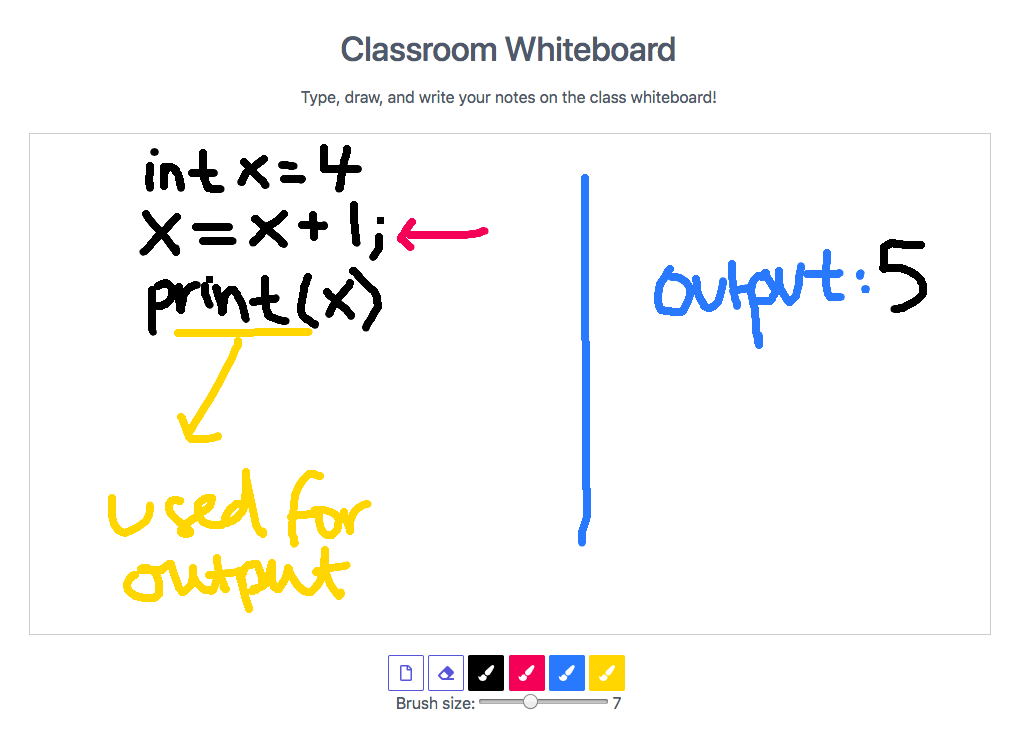 Classroom Whiteboard
Type, draw, and write your notes on the class whiteboard!
int x=4
x=x+1;
print(x)
used for
output
output: 5
Brush size: 7